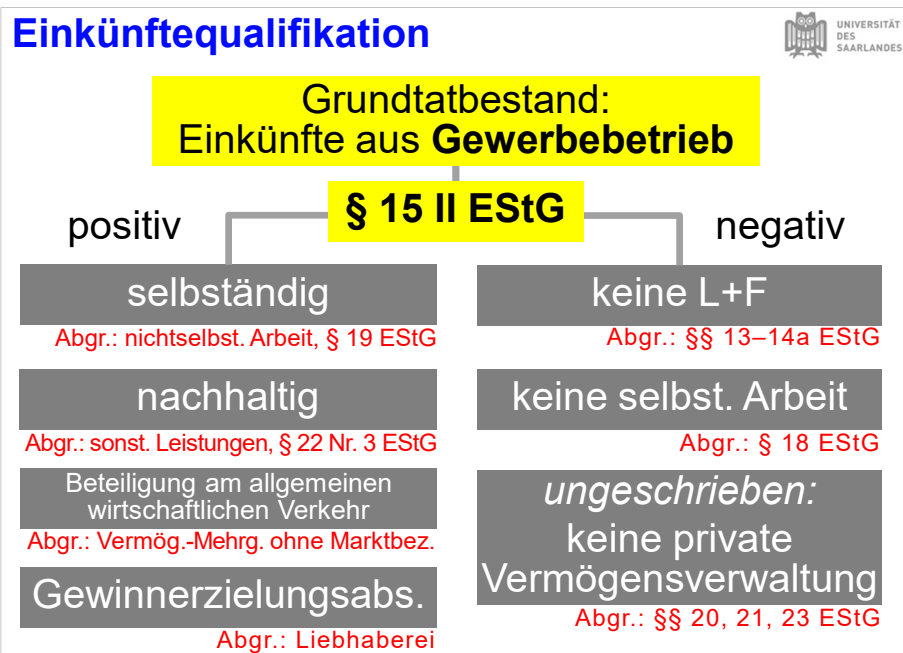 Einkünftequalifikation
UNIVERSITÄT
DES
SAARLANDES
Grundtatbestand:
Einkünfte aus Gewerbebetrieb
§ 15 II EStG
positiv
negativ
selbständig
Abgr.: nichtselbst. Arbeit, § 19 EStG
nachhaltig
Abgr.: sonst. Leistungen, § 22 Nr. 3 EStG
Beteiligung am allgemeinen
wirtschaftlichen Verkehr
Abgr.: Vermög.-Mehrg. ohne Marktbez.
Gewinnerzielungsabs.
Abgr.: Liebhaberei
keine L+F
Abgr.: §§ 13–14a EStG
keine selbst. Arbeit
Abgr.: § 18 EStG
ungeschrieben:
keine private
Vermögensverwaltung
Abgr.: §§ 20, 21, 23 EStG